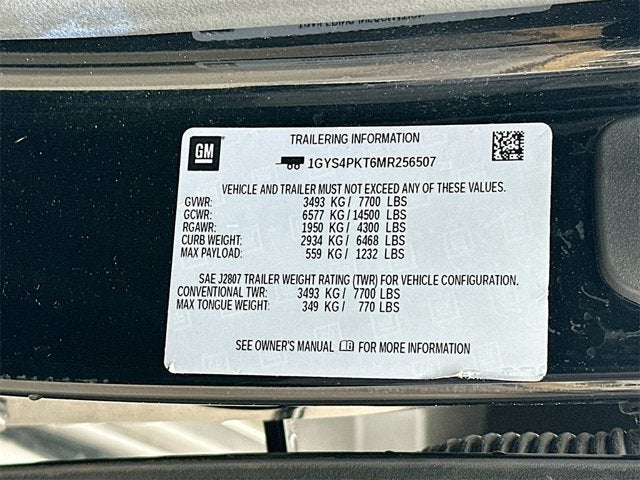 GM
TRAILERING INFORMATION
1GYS4PKT6MR256507
VEHICLE AND TRAILER MUST NOT EXCEED ANY OF THESE VALUES.
GVWR: 3493 KG / 7700 LBS
GCWR: 6577 KG / 14500 LBS
RGAWR: 1950 KG / 4300 LBS
CURB WEIGHT: 2934 KG / 6468 LBS
MAX PAYLOAD: 559 KG / 1232 LBS
SAE J2807 TRAILER WEIGHT RATING (TWR) FOR VEHICLE CONFIGURATION.
CONVENTIONAL TWR: 3493 KG / 7700 LBS
MAX TONGUE WEIGHT: 349 KG / 770 LBS
SEE OWNER'S MANUAL FOR MORE INFORMATION